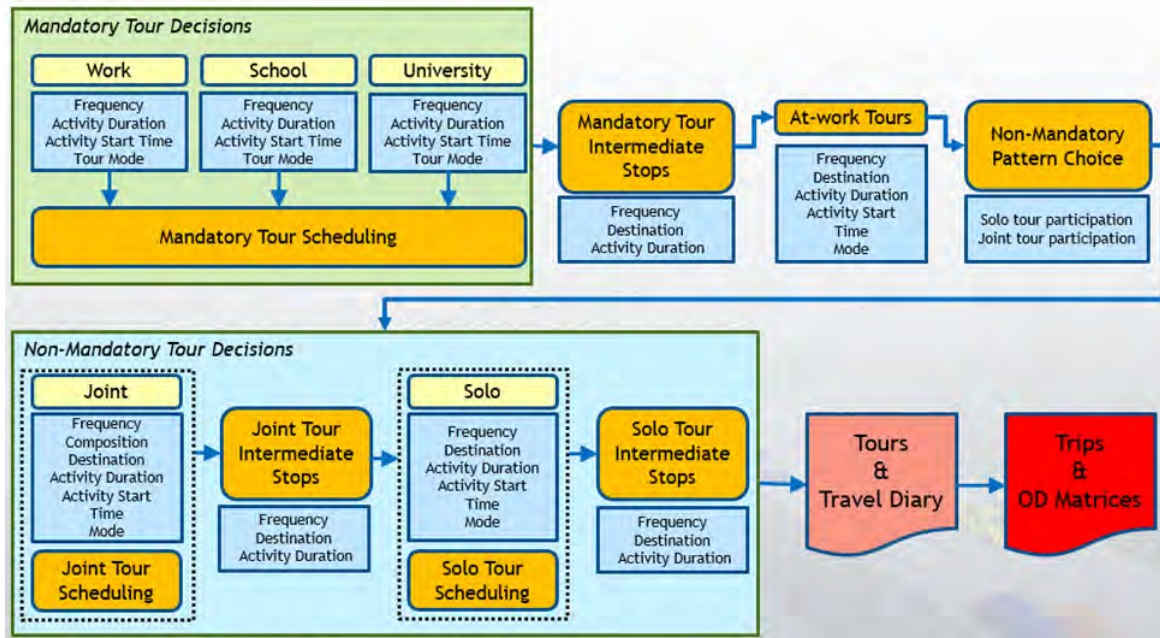 Mandatory Tour Decisions
Work
Frequency
Activity Duration
Activity Start Time
Tour Mode
School
Frequency
Activity Duration
Activity Start Time
Tour Mode
University
Frequency
Activity Duration
Activity Start Time
Tour Mode
Mandatory Tour Scheduling
Mandatory Tour
Intermediate
Stops
Frequency
Destination
Activity Duration
At-work Tours
Frequency
Destination
Activity Duration
Activity Start
Time
Mode
Non-Mandatory
Pattern Choice
Solo tour participation
Joint tour participation
Non-Mandatory Tour Decisions
Joint
Frequency
Composition
Destination
Activity Duration
Activity Start
Time
Mode
Joint Tour
Scheduling
Joint Tour
Intermediate
Stops
Frequency
Destination
Activity Duration
Solo
Frequency
Destination
Activity Duration
Activity Start
Time
Mode
Solo Tour
Scheduling
Solo Tour
Intermediate
Stops
Frequency
Destination
Activity Duration
Tours
&
Travel Diary
Trips
&
OD Matrices